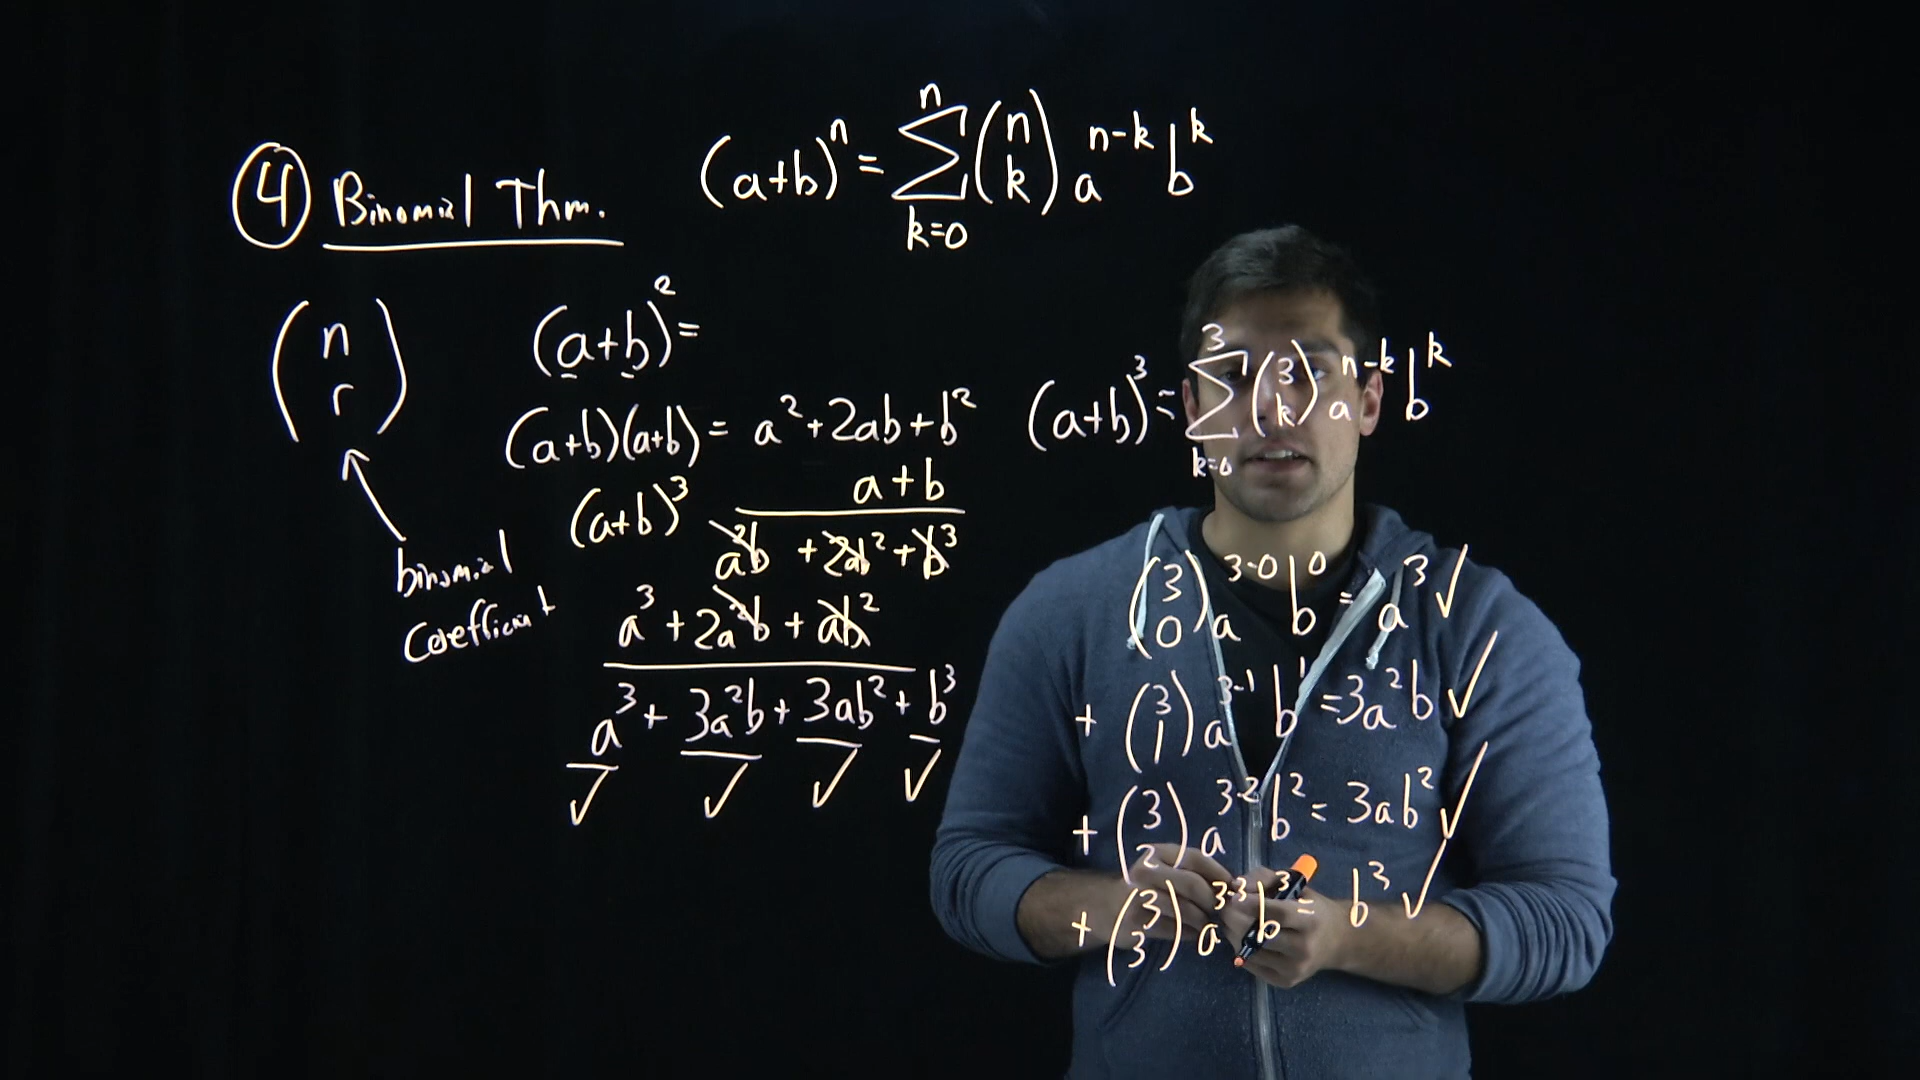 ④ Binomial Thm.
(a+b)^n = Σ_{k=0}^{n} (n k) a^{n-k} b^k
(n r)
binomial
coefficient
(a+b)^2 =
(a+b)(a+b) = a^2+2ab+b^2
(a+b)^3
a+b
a^2b + 2ab^2 + b^3
a^3 + 2a^2b + ab^2
a^3 + 3a^2b + 3ab^2 + b^3
✓ ✓ ✓ ✓
(a+b)^3 = Σ_{k=0}^{3} (3 k) a^{n-k} b^k
(3 0) a^{3-0} b^0 = a^3 ✓
+ (3 1) a^{3-1} b^1 = 3a^2b ✓
+ (3 2) a^{3-2} b^2 = 3ab^2 ✓
+ (3 3) a^{3-3} b^3 = b^3 ✓